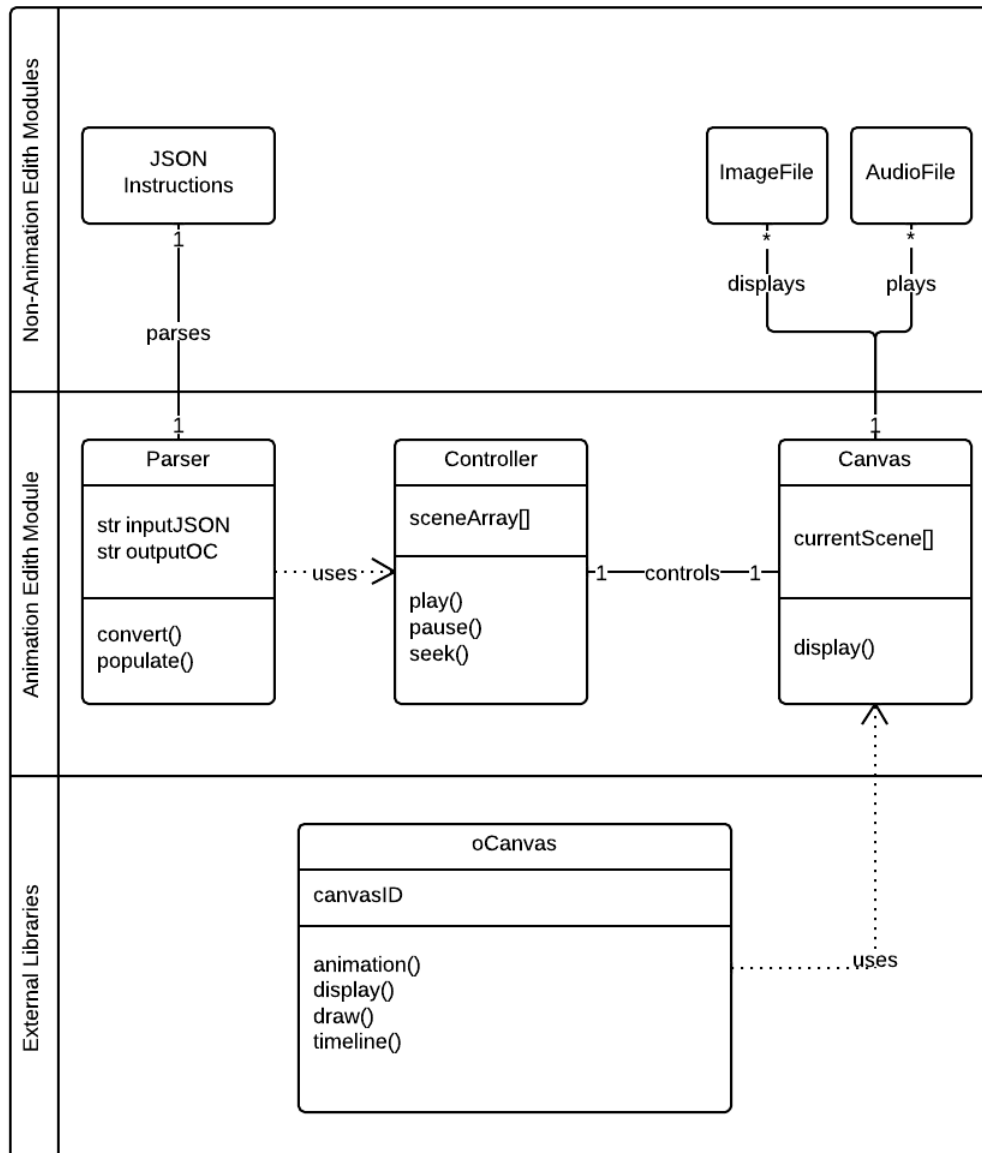 Non-Animation Edith Modules
JSON
Instructions
ImageFile
AudioFile
1
*
*
displays
plays
parses
1
1
Animation Edith Module
Parser
str inputJSON
str outputOC
convert()
populate()
uses
Controller
sceneArray[]
play()
pause()
seek()
1
controls
1
Canvas
currentScene[]
display()
External Libraries
oCanvas
canvasID
animation()
display()
draw()
timeline()
uses